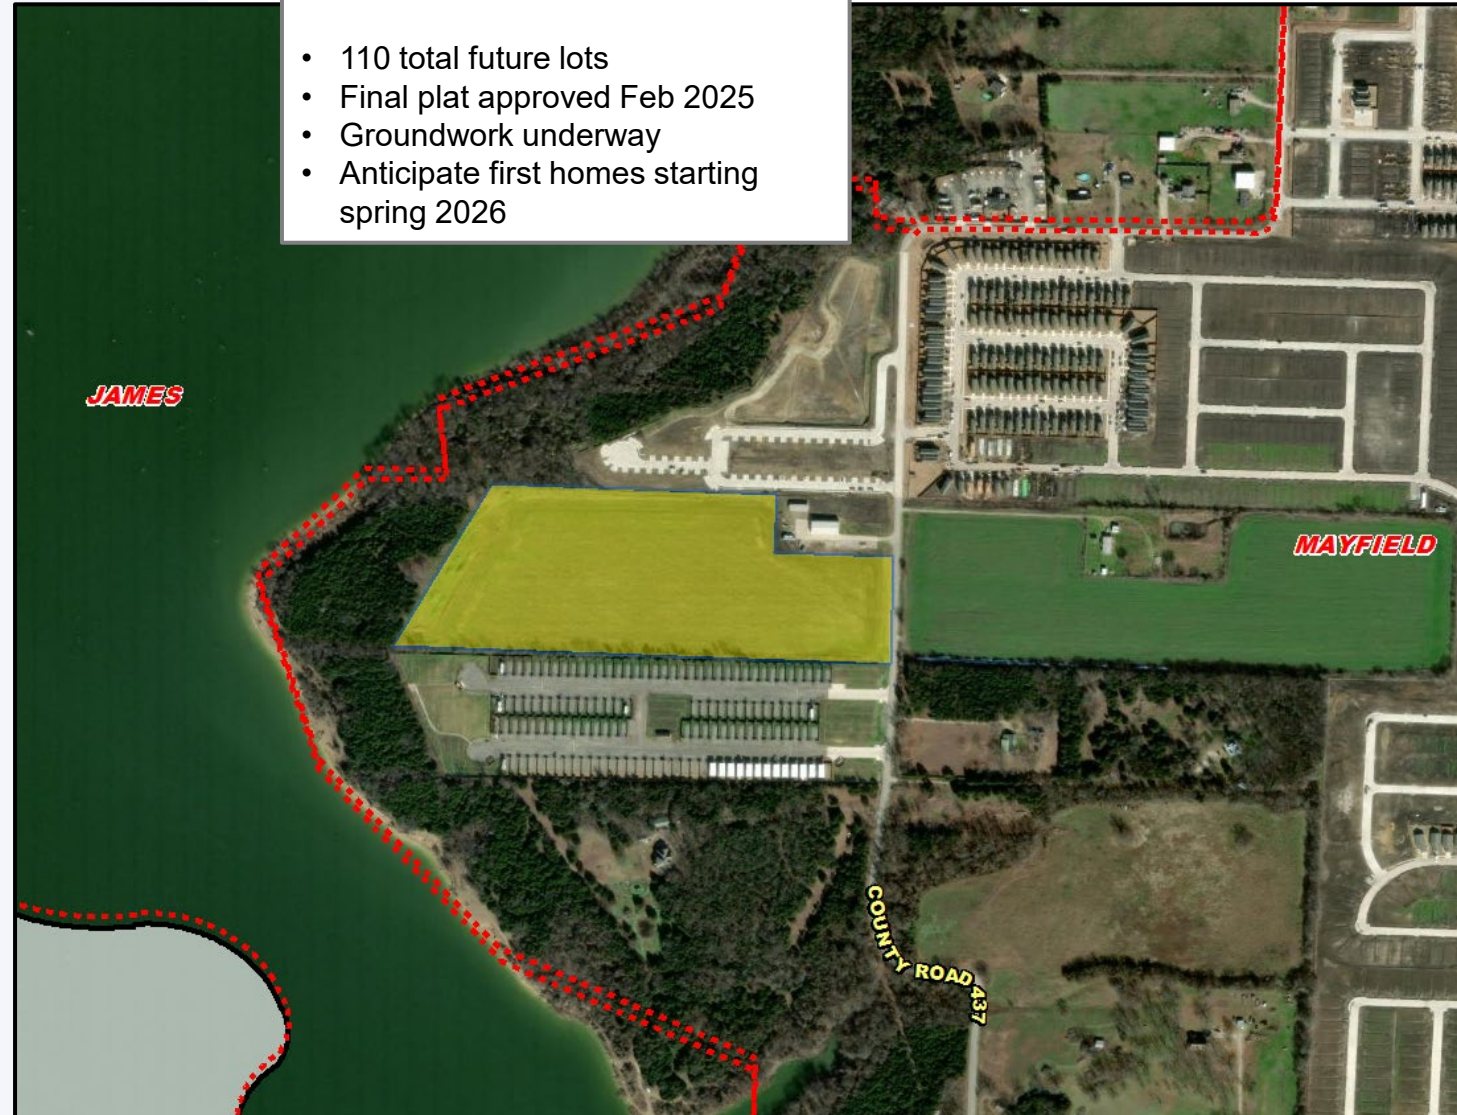 • 110 total future lots
• Final plat approved Feb 2025
• Groundwork underway
• Anticipate first homes starting
spring 2026
JAMES
MAYFIELD
COUNTY ROAD 437